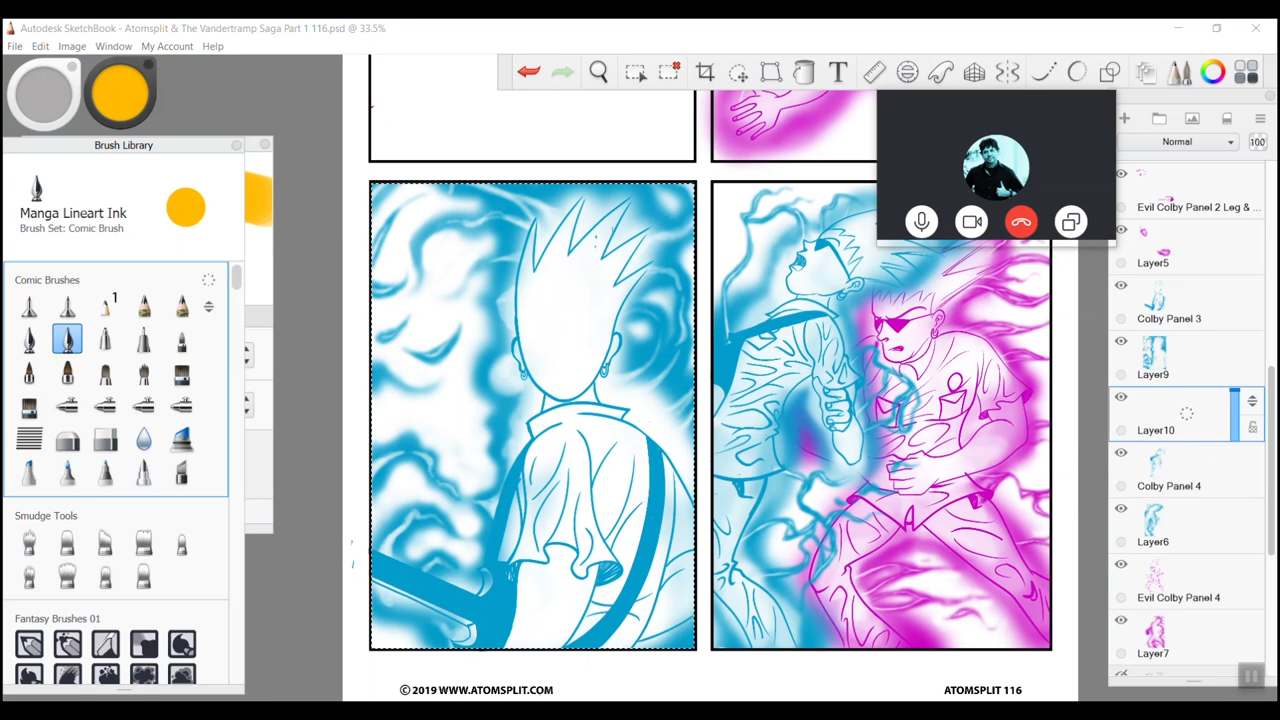 Autodesk SketchBook - Atomsplit & The Vandertramp Saga Part 1 116.psd @ 33.5%
File Edit Image Window My Account Help
Brush Library
Normal
100
Manga Lineart Ink
Brush Set: Comic Brush
Evil Colby Panel 2 Leg & ...
Layer5
Comic Brushes
1
Colby Panel 3
Layer9
Layer10
Colby Panel 4
Smudge Tools
Layer6
Evil Colby Panel 4
Fantasy Brushes 01
Layer7
© 2019 WWW.ATOMSPLIT.COM
ATOMSPLIT 116